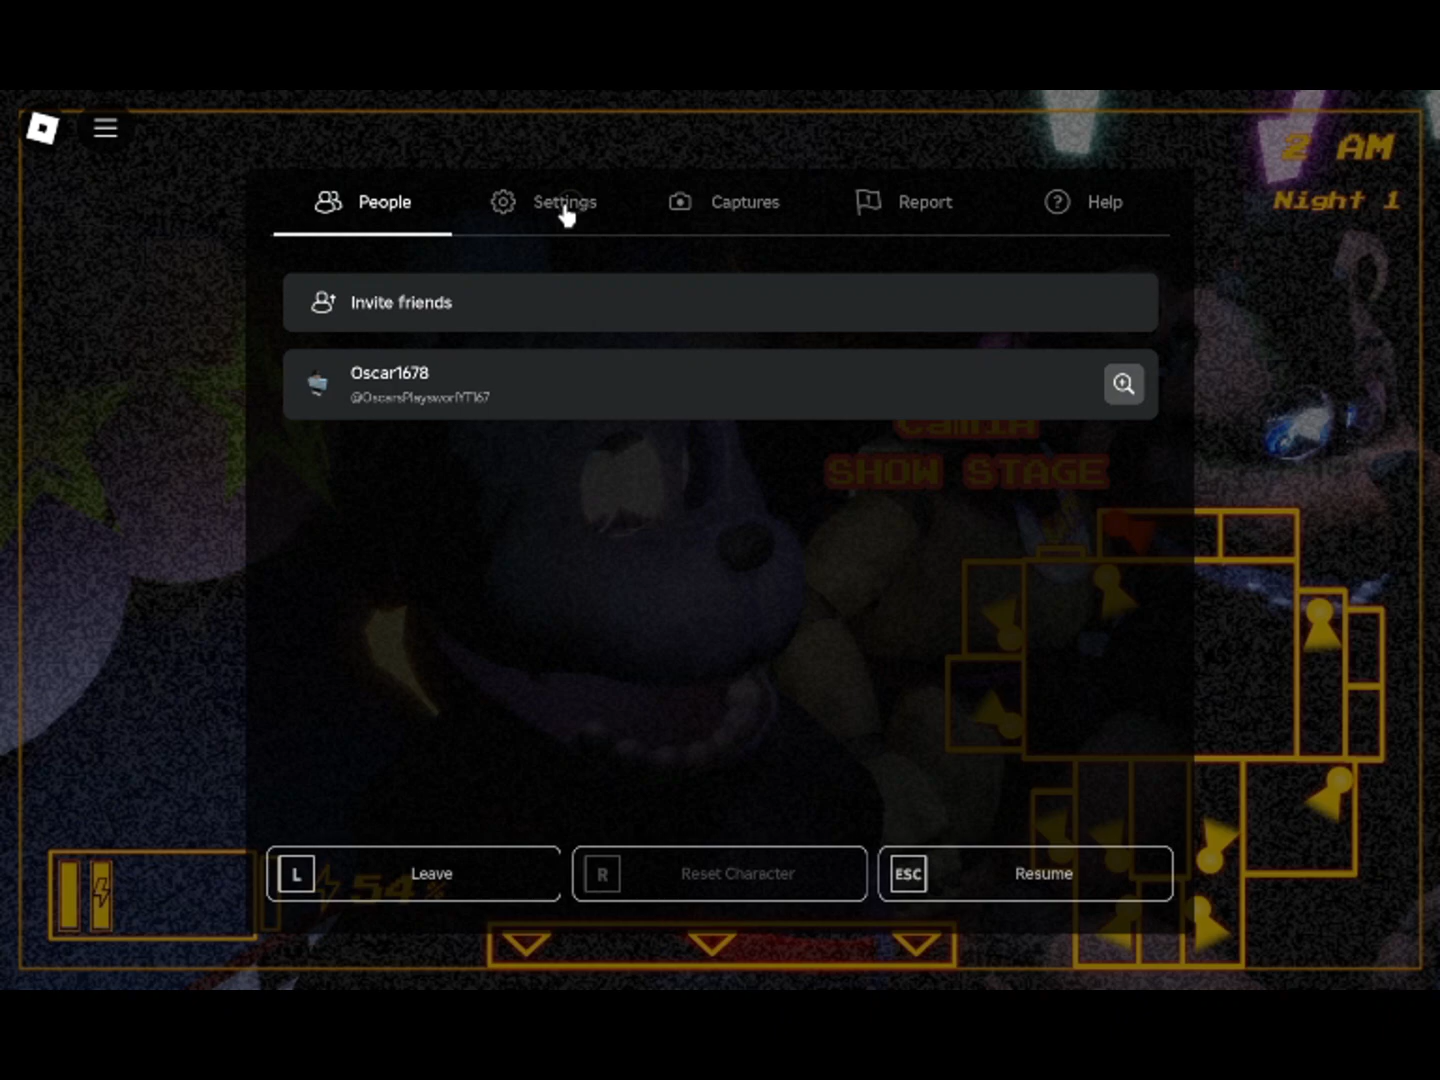 2 AM
Night 1
People
Settings
Captures
Report
Help
Invite friends
Oscar1678
SHOW STAGE
54%
L
Leave
R
Reset Character
ESC
Resume